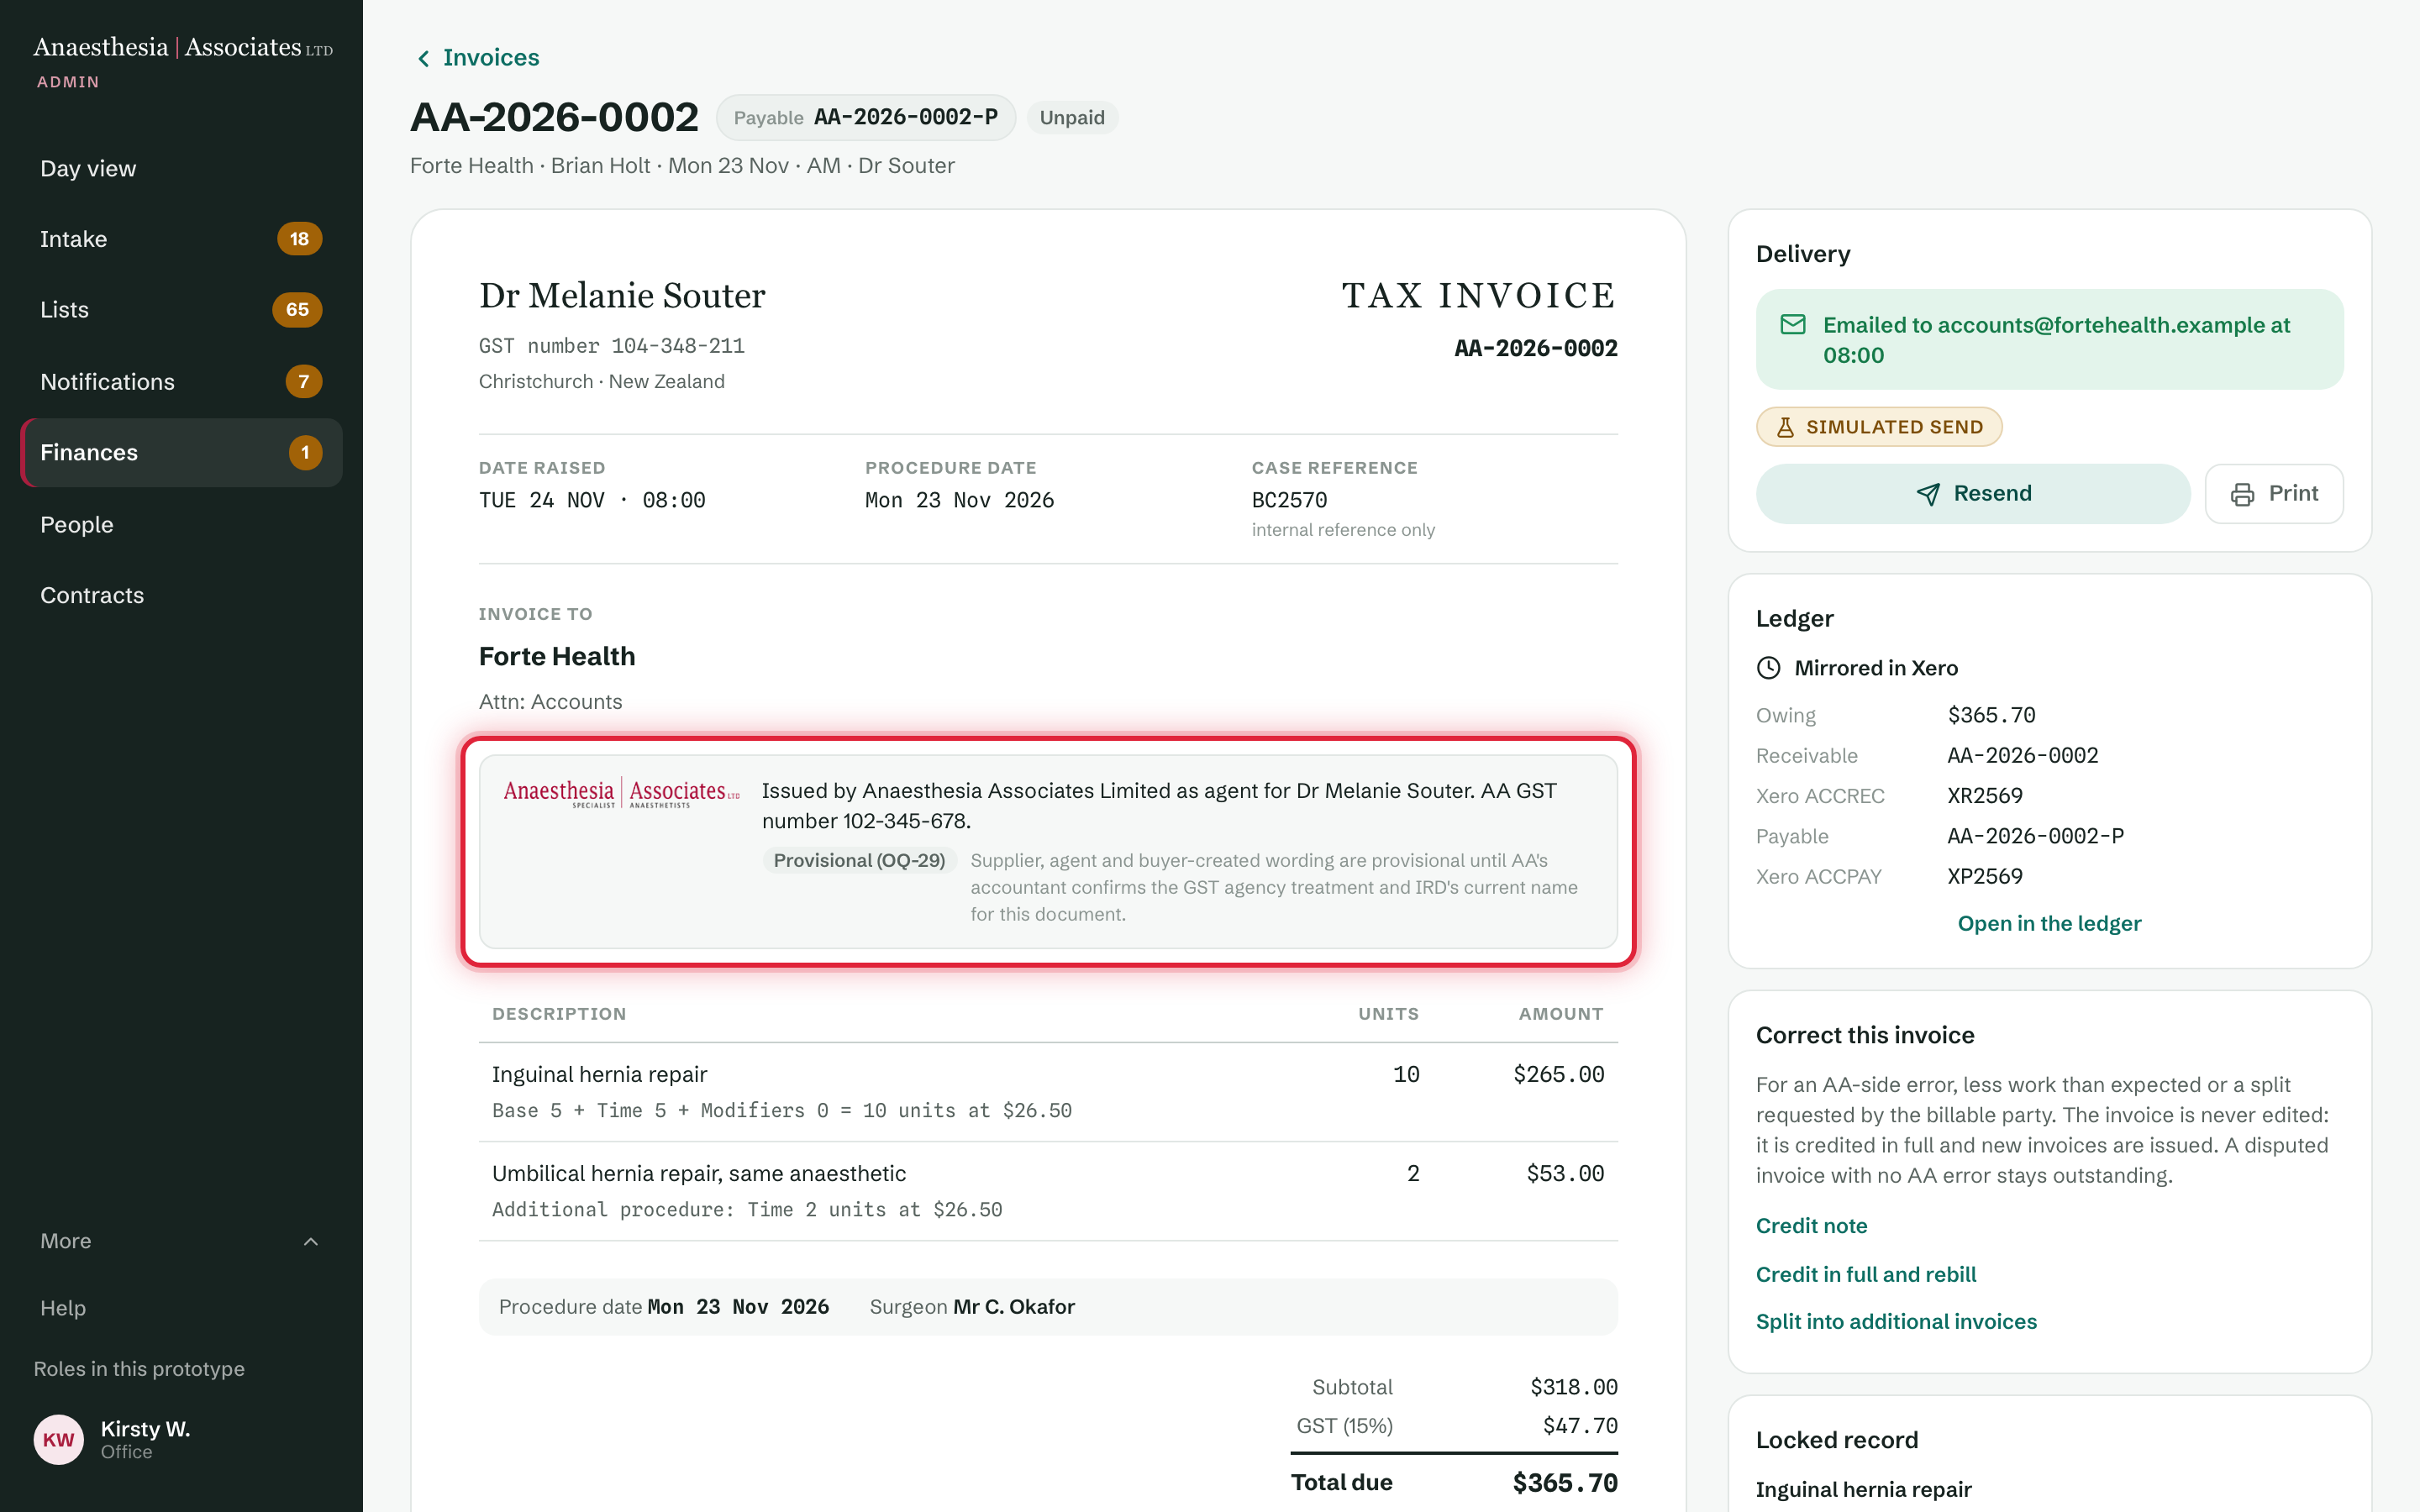 Anaesthesia | Associates LTD
ADMIN
Day view
Intake 18
Lists 65
Notifications 7
Finances 1
People
Contracts
More
Help
Roles in this prototype
KW
Kirsty W.
Office
Invoices
AA-2026-0002 Payable AA-2026-0002-P Unpaid
Forte Health · Brian Holt · Mon 23 Nov · AM · Dr Souter
Dr Melanie Souter
GST number 104-348-211
Christchurch · New Zealand
TAX INVOICE
AA-2026-0002
DATE RAISED
TUE 24 NOV · 08:00
PROCEDURE DATE
Mon 23 Nov 2026
CASE REFERENCE
BC2570
internal reference only
INVOICE TO
Forte Health
Attn: Accounts
Anaesthesia | Associates LTD
SPECIALIST ANAESTHETISTS
Issued by Anaesthesia Associates Limited as agent for Dr Melanie Souter. AA GST
number 102-345-678.
Provisional (OQ-29)
Supplier, agent and buyer-created wording are provisional until AA's
accountant confirms the GST agency treatment and IRD's current name
for this document.
DESCRIPTION UNITS AMOUNT
Inguinal hernia repair 10 $265.00
Base 5 + Time 5 + Modifiers 0 = 10 units at $26.50
Umbilical hernia repair, same anaesthetic 2 $53.00
Additional procedure: Time 2 units at $26.50
Procedure date Mon 23 Nov 2026 Surgeon Mr C. Okafor
Subtotal $318.00
GST (15%) $47.70
Total due $365.70
Delivery
Emailed to accounts@fortehealth.example at
08:00
SIMULATED SEND
Resend
Print
Ledger
Mirrored in Xero
Owing $365.70
Receivable AA-2026-0002
Xero ACCREC XR2569
Payable AA-2026-0002-P
Xero ACCPAY XP2569
Open in the ledger
Correct this invoice
For an AA-side error, less work than expected or a split
requested by the billable party. The invoice is never edited:
it is credited in full and new invoices are issued. A disputed
invoice with no AA error stays outstanding.
Credit note
Credit in full and rebill
Split into additional invoices
Locked record
Inguinal hernia repair